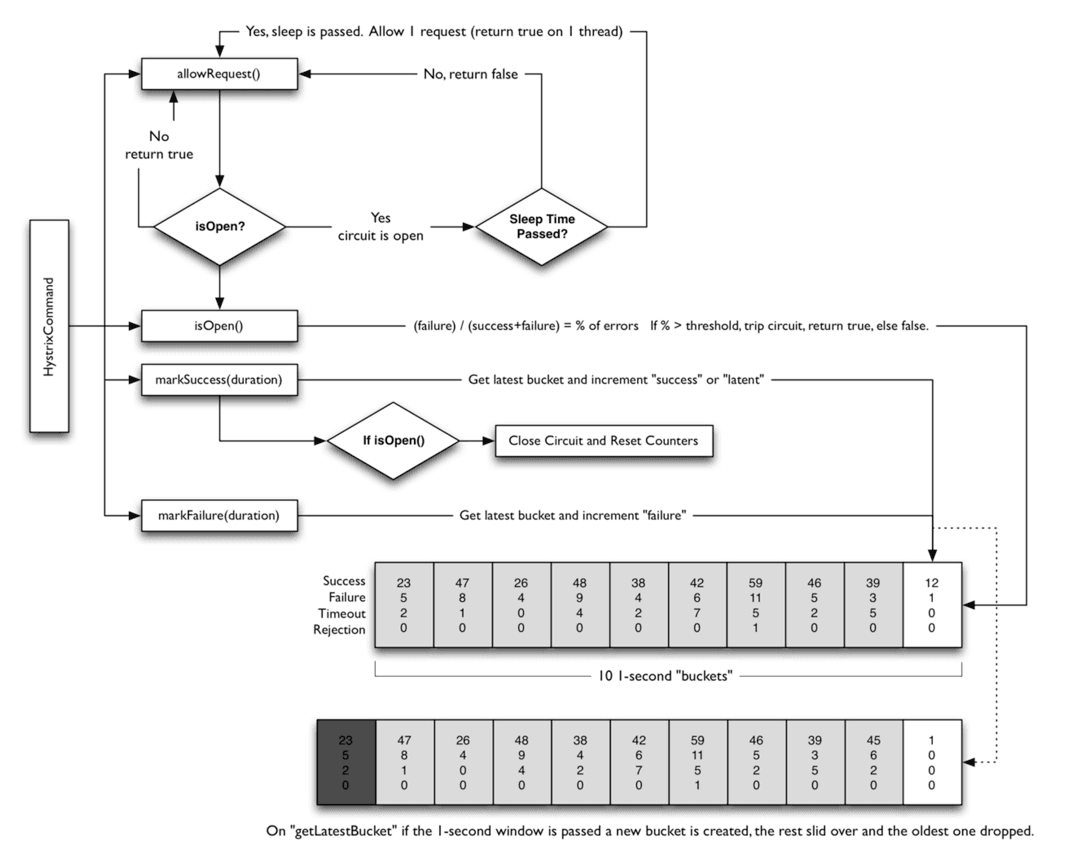 Yes, sleep is passed. Allow 1 request (return true on 1 thread)
allowRequest()
No, return false
No
return true
isOpen?
Yes
circuit is open
Sleep Time
Passed?
HystrixCommand
isOpen()
(failure) / (success+failure) = % of errors If % > threshold, trip circuit, return true, else false.
markSuccess(duration)
Get latest bucket and increment "success" or "latent"
If isOpen()
Close Circuit and Reset Counters
markFailure(duration)
Get latest bucket and increment "failure"
Success 23 47 26 48 38 42 59 46 39 12
Failure 5 8 4 9 4 6 11 5 3 1
Timeout 2 1 0 4 2 7 5 2 5 0
Rejection 0 0 0 0 0 0 1 0 0 0
10 1-second "buckets"
23 47 26 48 38 42 59 46 39 45 1
5 8 4 9 4 6 11 5 3 6 0
2 1 0 4 2 7 5 2 5 2 0
0 0 0 0 0 0 1 0 0 0 0
On "getLatestBucket" if the 1-second window is passed a new bucket is created, the rest slid over and the oldest one dropped.